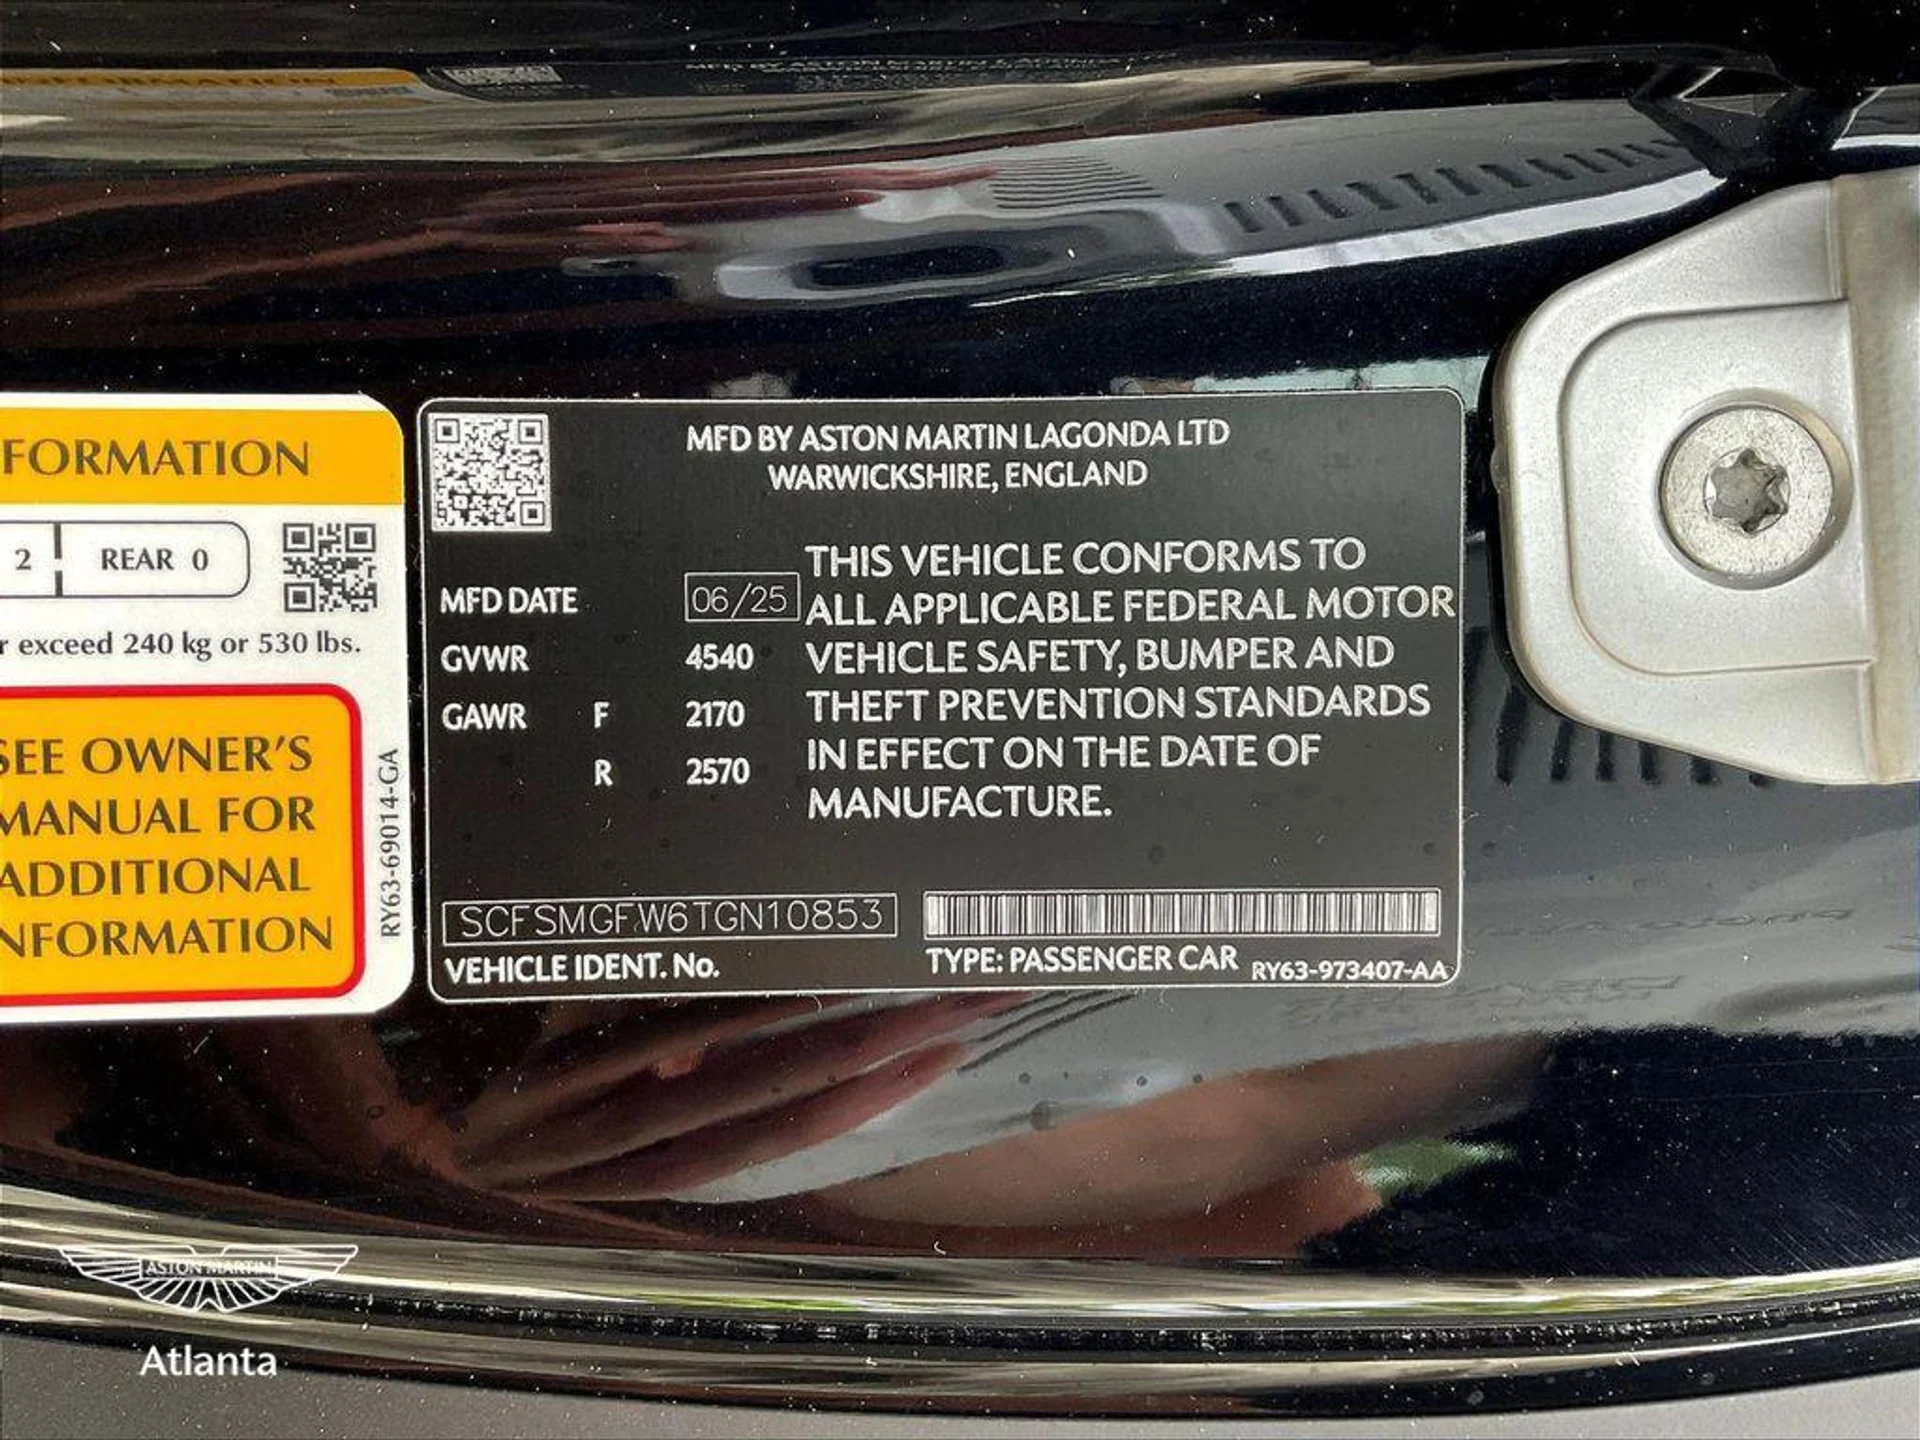 FORMATION
2 REAR 0
r exceed 240 kg or 530 lbs.
SEE OWNER'S
MANUAL FOR
ADDITIONAL
NFORMATION
RY63-69014-GA
MFD BY ASTON MARTIN LAGONDA LTD
WARWICKSHIRE, ENGLAND
MFD DATE 06/25
GVWR 4540
GAWR F 2170
R 2570
THIS VEHICLE CONFORMS TO
ALL APPLICABLE FEDERAL MOTOR
VEHICLE SAFETY, BUMPER AND
THEFT PREVENTION STANDARDS
IN EFFECT ON THE DATE OF
MANUFACTURE.
SCFSMGFW6TGN10853
VEHICLE IDENT. No.
TYPE: PASSENGER CAR RY63-973407-AA
ASTON MARTIN
Atlanta